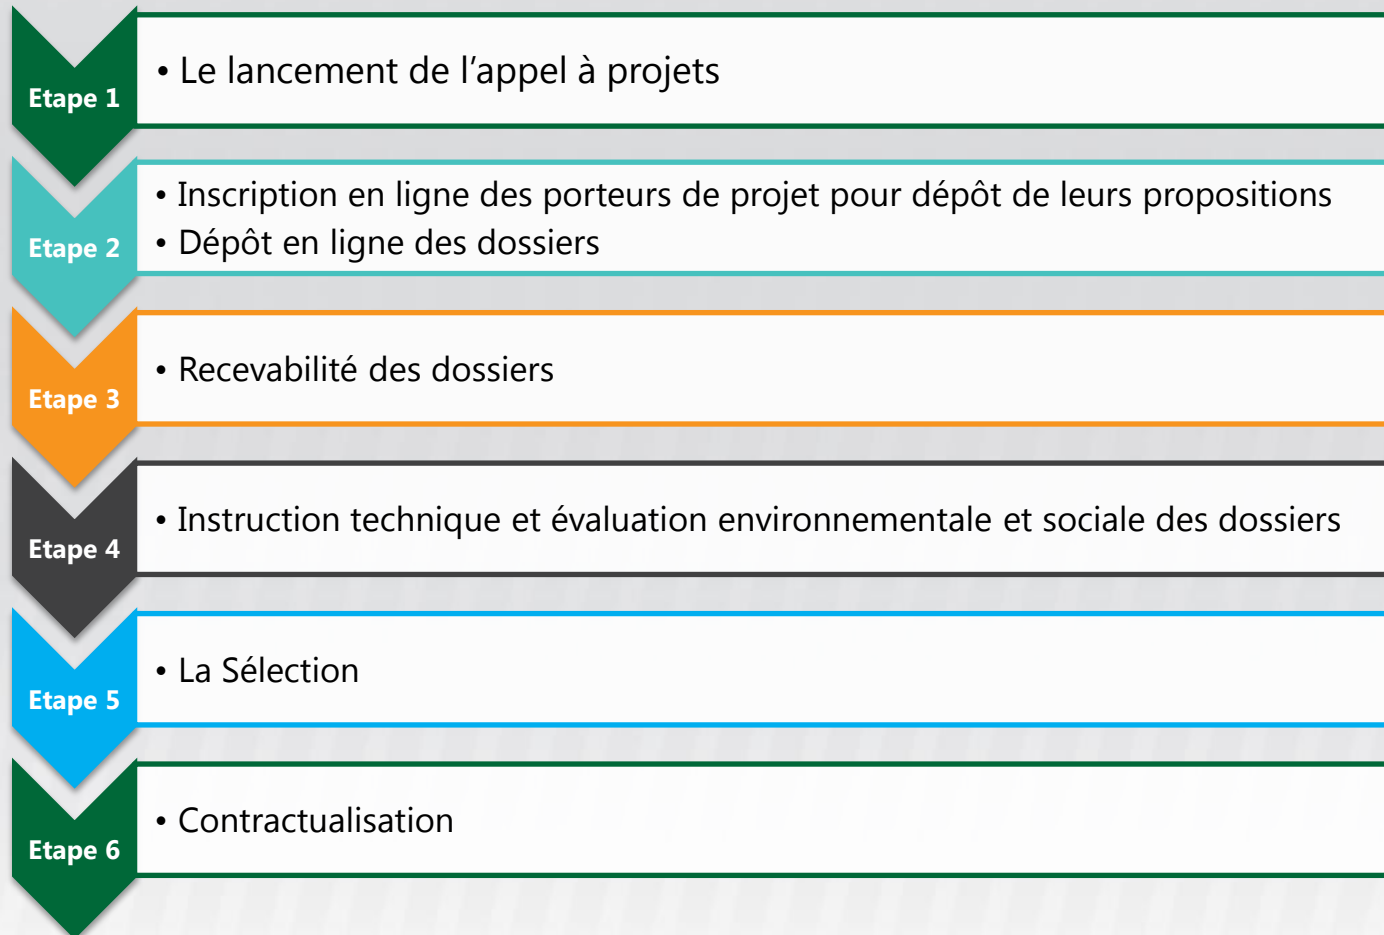 Etape 1
• Le lancement de l’appel à projets
Etape 2
• Inscription en ligne des porteurs de projet pour dépôt de leurs propositions
• Dépôt en ligne des dossiers
Etape 3
• Recevabilité des dossiers
Etape 4
• Instruction technique et évaluation environnementale et sociale des dossiers
Etape 5
• La Sélection
Etape 6
• Contractualisation